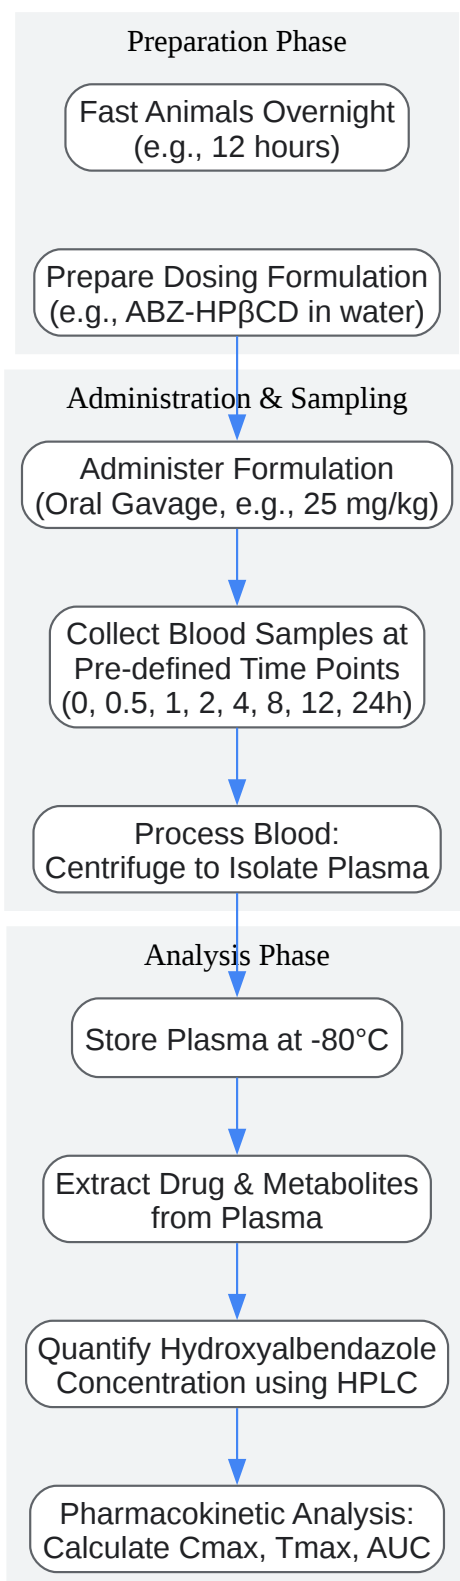 Preparation Phase
Fast Animals Overnight
(e.g., 12 hours)
Prepare Dosing Formulation
(e.g., ABZ-HPβCD in water)
Administration & Sampling
Administer Formulation
(Oral Gavage, e.g., 25 mg/kg)
Collect Blood Samples at
Pre-defined Time Points
(0, 0.5, 1, 2, 4, 8, 12, 24h)
Process Blood:
Centrifuge to Isolate Plasma
Analysis Phase
Store Plasma at -80°C
Extract Drug & Metabolites
from Plasma
Quantify Hydroxyalbendazole
Concentration using HPLC
Pharmacokinetic Analysis:
Calculate Cmax, Tmax, AUC